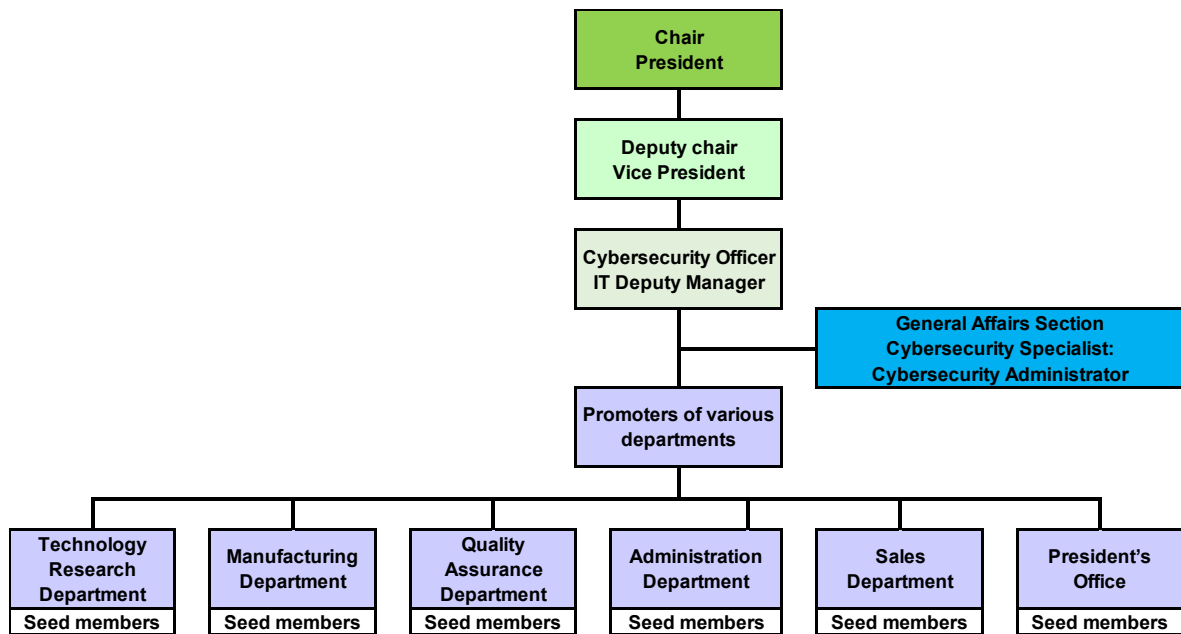 Chair
President
Deputy chair
Vice President
Cybersecurity Officer
IT Deputy Manager
General Affairs Section
Cybersecurity Specialist:
Cybersecurity Administrator
Promoters of various
departments
Technology
Research
Department
Seed members
Manufacturing
Department
Seed members
Quality
Assurance
Department
Seed members
Administration
Department
Seed members
Sales
Department
Seed members
President’s
Office
Seed members